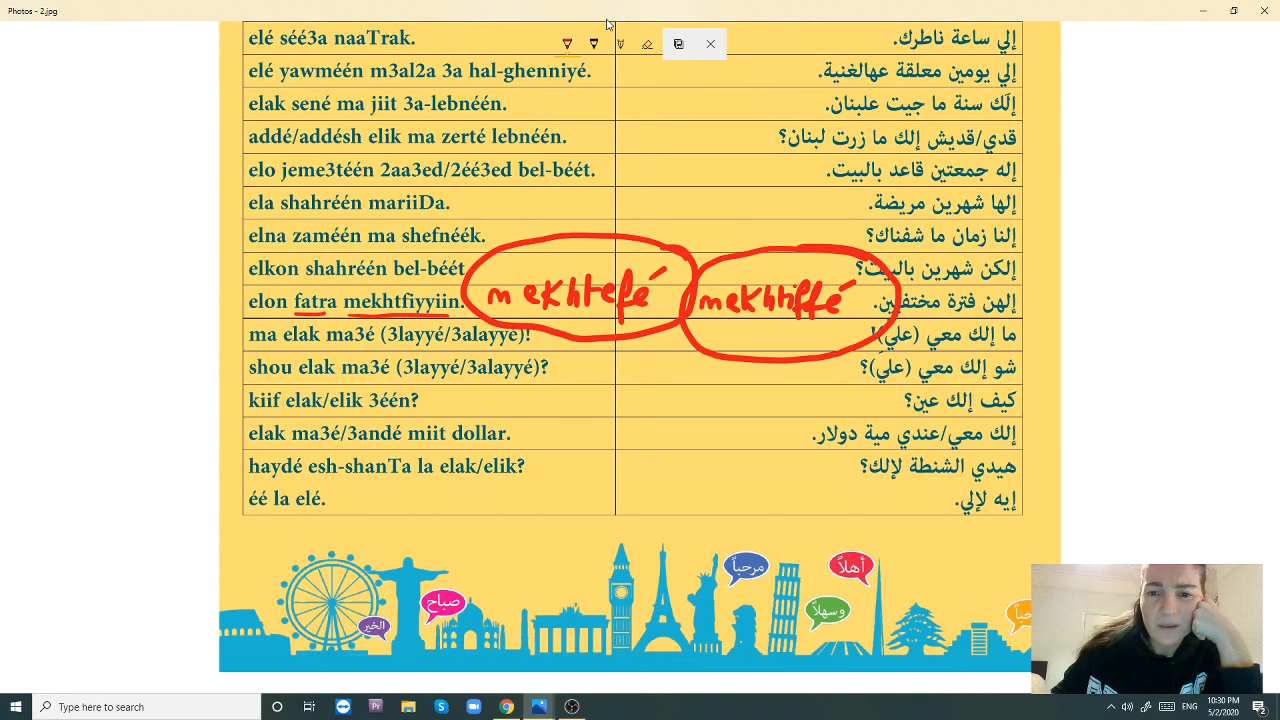 Photos - 2.jpg
elé séé3a naaTrak.
إلي ساعة ناطرك.
elé yawméén m3al2a 3a hal-ghenniyé.
إلي يومين معلقة عهالغنية.
elak sené ma jiit 3a-lebnéén.
إلَك سنة ما جيت علبنان.
addé/addésh elik ma zerté lebnéén.
قدي/قديش إلك ما زرت لبنان؟
elo jeme3téén 2aa3ed/2éé3ed bel-béét.
إله جمعتين قاعد بالبيت.
ela shahréén mariiDa.
إلها شهرين مريضة.
elna zaméén ma shefnéék.
إلنا زمان ما شفناك؟
elkon shahréén bel-béét
إلكن شهرين بالبيت؟
elon fatra mekhtfiyyiin.
mekhtefé
mekhtiffé
إلهن فترة مختفيين.
ma elak ma3é (3layyé/3alayyé)!
ما إلك معي (عليَ)!
shou elak ma3é (3layyé/3alayyé)?
شو إلك معي (عليَ)؟
kiif elak/elik 3één?
كيف إلك عين؟
elak ma3é/3andé miit dollar.
إلك معي/عندي مية دولار.
haydé esh-shanTa la elak/elik?
هيدي الشنطة لإلك؟
éé la elé.
إيه لإلي.
مرحباً
أهلاً
وسهلاً
صباح
الخير
Type here to search
ENG
10:30 PM
5/2/2020
2